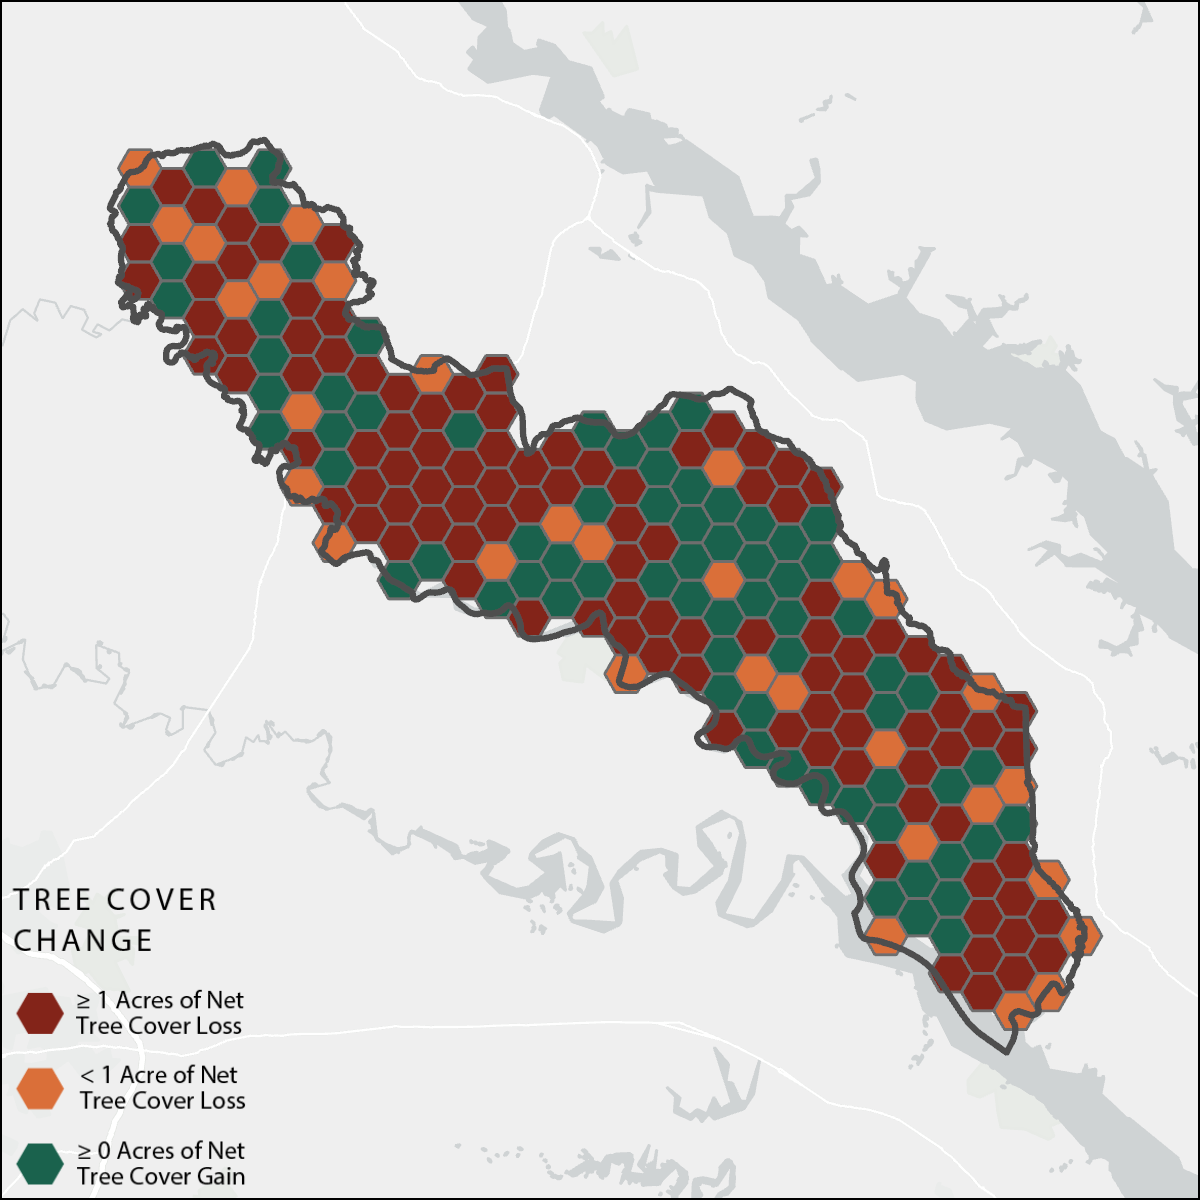 TREE COVER
CHANGE
≥ 1 Acres of Net
Tree Cover Loss
< 1 Acre of Net
Tree Cover Loss
≥ 0 Acres of Net
Tree Cover Gain